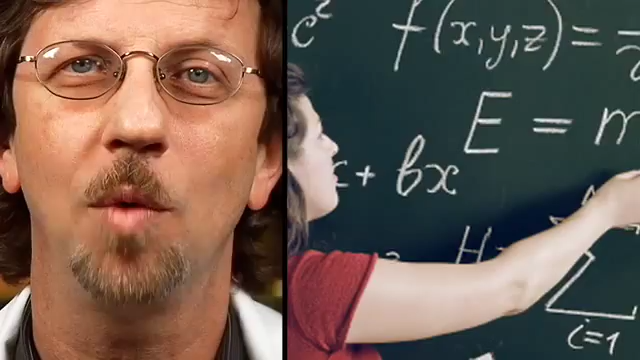 c²
f(x,y,z) =
E = m
x + bx
H
Σ
i=1